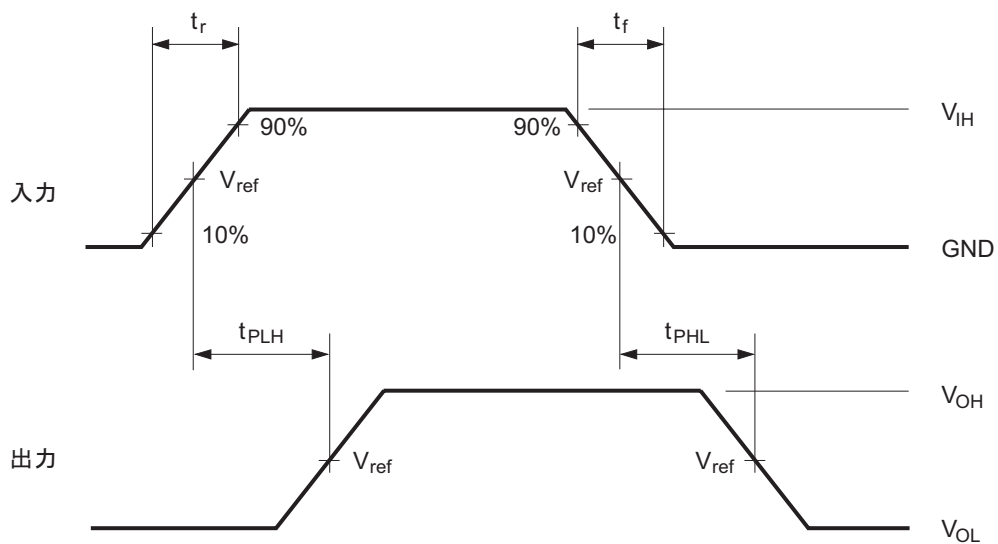 tr
tf
90%
90%
VIH
入力
Vref
Vref
10%
10%
GND
tPLH
tPHL
VOH
出力
Vref
Vref
VOL